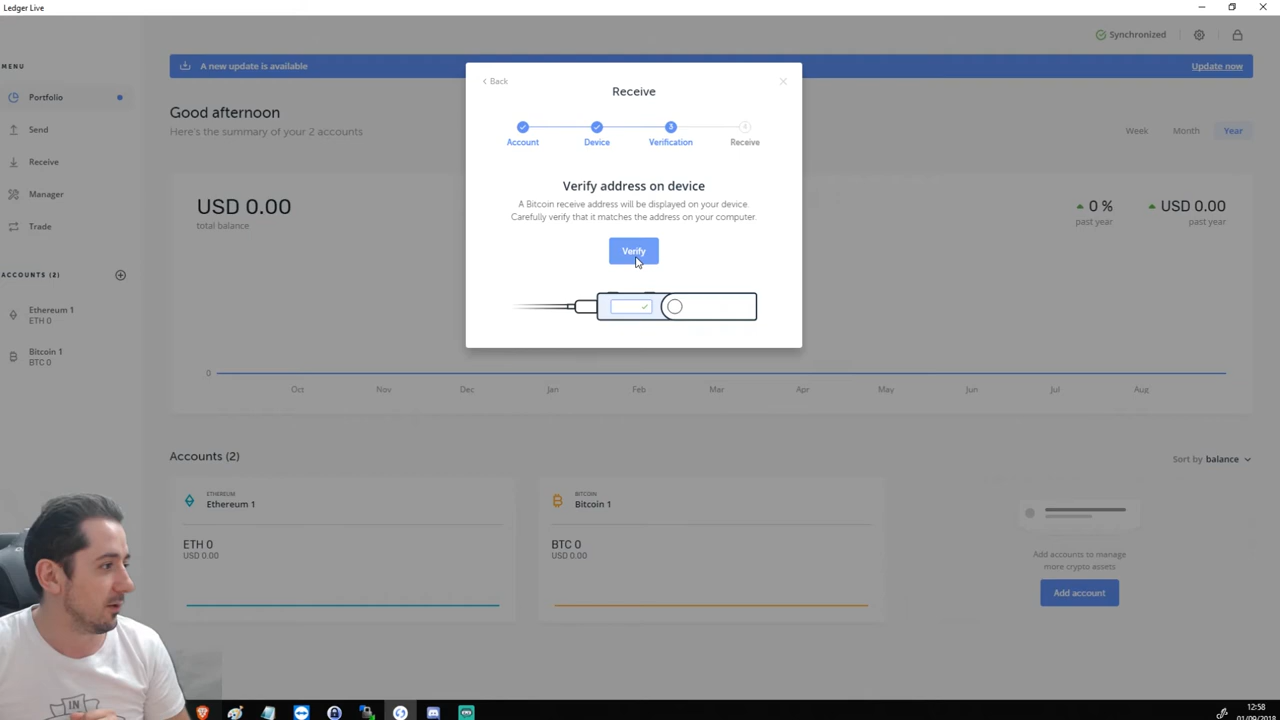 Ledger Live
Synchronized
MENU
A new update is available
Update now
Portfolio
Send
Receive
Manager
Trade
ACCOUNTS (2)
Ethereum 1
ETH 0
Bitcoin 1
BTC 0
Good afternoon
Here's the summary of your 2 accounts
Week
Month
Year
USD 0.00
total balance
0 %
past year
USD 0.00
past year
Back
Receive
3
4
Account
Device
Verification
Receive
Verify address on device
A Bitcoin receive address will be displayed on your device.
Carefully verify that it matches the address on your computer.
Verify
0
Oct
Nov
Dec
Jan
Feb
Mar
Apr
May
Jun
Jul
Aug
Accounts (2)
Sort by balance
ETHEREUM
Ethereum 1
ETH 0
USD 0.00
BITCOIN
Bitcoin 1
BTC 0
USD 0.00
Add accounts to manage
more crypto assets
Add account
IN
12:58
01/09/2018